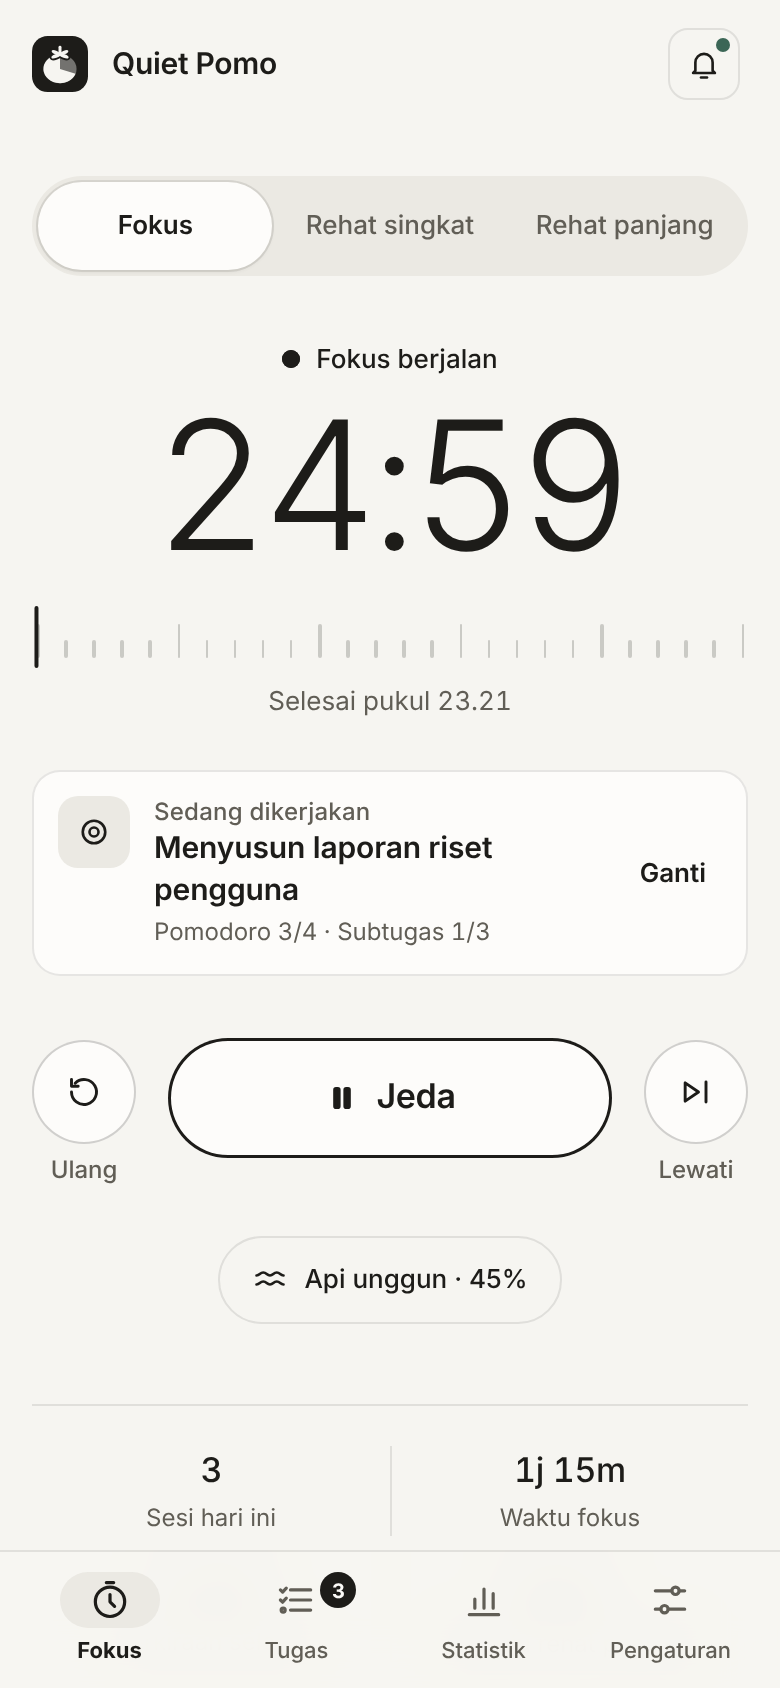 Quiet Pomo
Fokus
Rehat singkat
Rehat panjang
Fokus berjalan
24:59
Selesai pukul 23.21
Sedang dikerjakan
Menyusun laporan riset
pengguna
Pomodoro 3/4 · Subtugas 1/3
Ganti
Jeda
Ulang
Lewati
Api unggun · 45%
3
Sesi hari ini
1j 15m
Waktu fokus
3
Fokus
Tugas
Statistik
Pengaturan